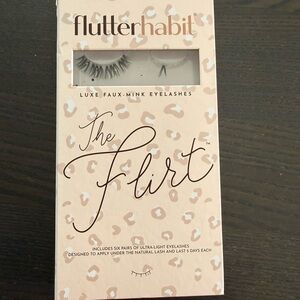 flutterhabit
LUXE FAUX-MINK EYELASHES
The
Flirt™
INCLUDES SIX PAIRS OF ULTRA-LIGHT EYELASHES
DESIGNED TO APPLY UNDER THE NATURAL LASH AND LAST 5 DAYS EACH